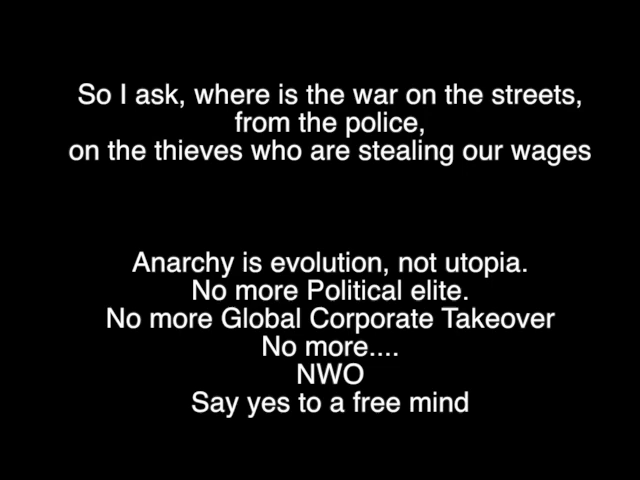 So I ask, where is the war on the streets,
from the police,
on the thieves who are stealing our wages
Anarchy is evolution, not utopia.
No more Political elite.
No more Global Corporate Takeover
No more....
NWO
Say yes to a free mind